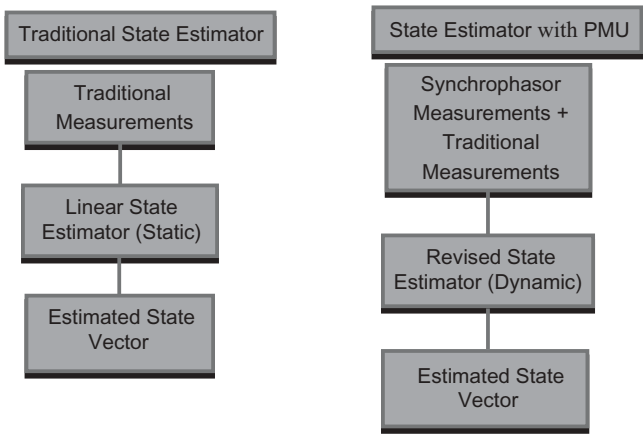 Traditional State Estimator
Traditional
Measurements
Linear State
Estimator (Static)
Estimated State
Vector
State Estimator with PMU
Synchrophasor
Measurements +
Traditional
Measurements
Revised State
Estimator (Dynamic)
Estimated State
Vector